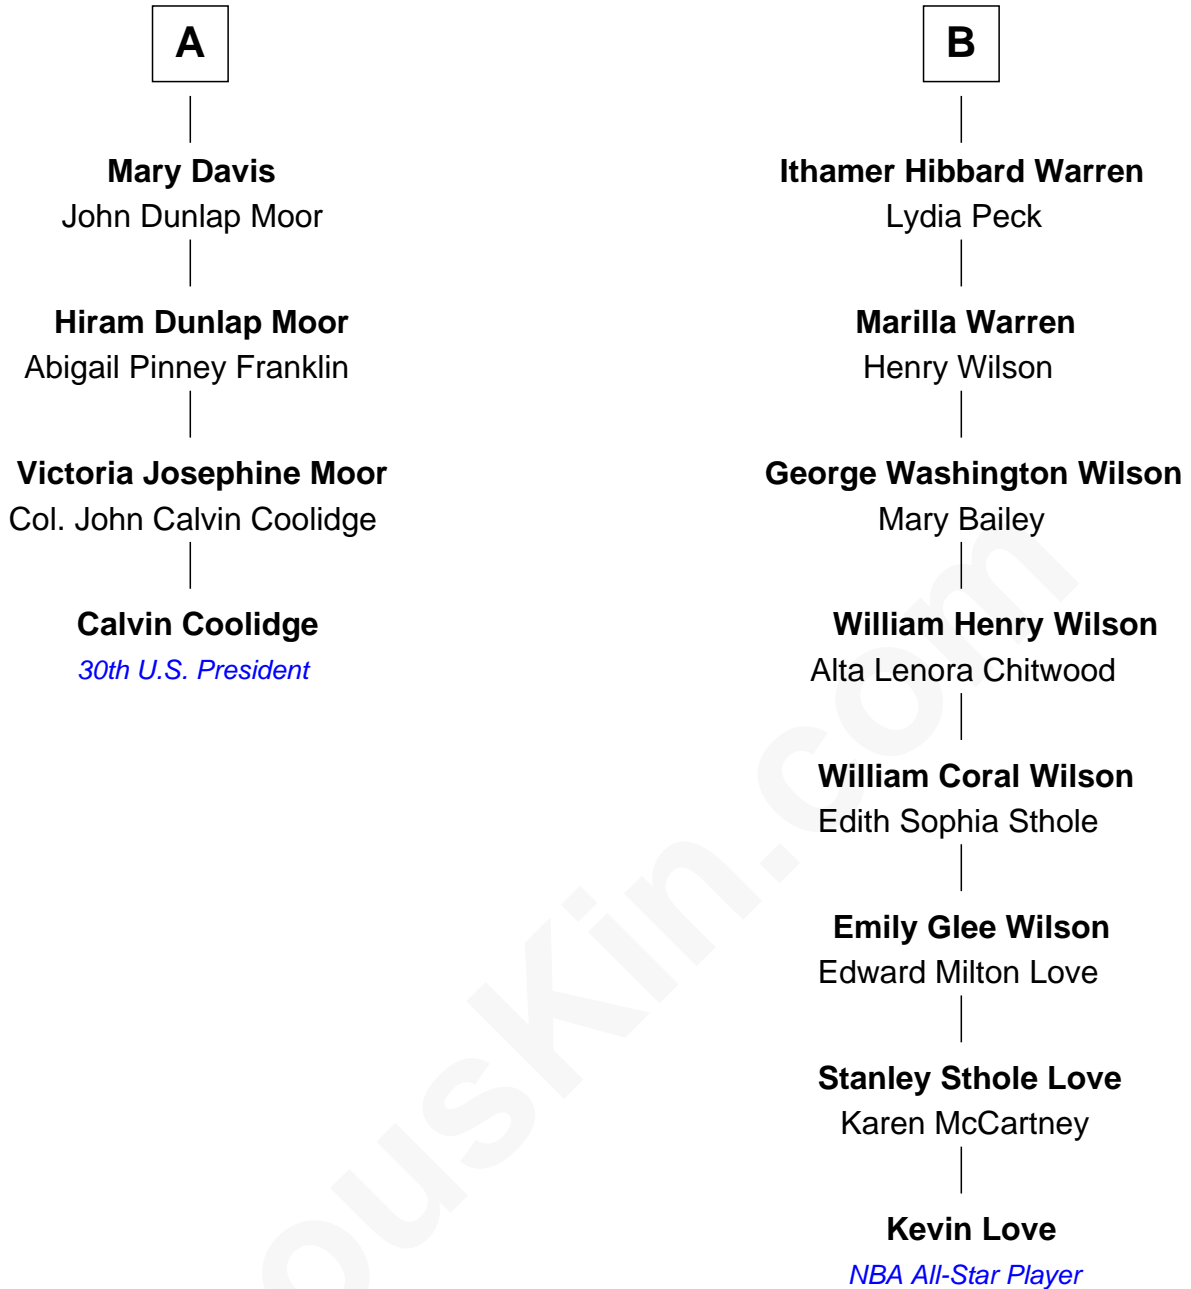 A
Mary Davis
John Dunlap Moor
Hiram Dunlap Moor
Abigail Pinney Franklin
Victoria Josephine Moor
Col. John Calvin Coolidge
Calvin Coolidge
30th U.S. President
B
Ithamer Hibbard Warren
Lydia Peck
Marilla Warren
Henry Wilson
George Washington Wilson
Mary Bailey
William Henry Wilson
Alta Lenora Chitwood
William Coral Wilson
Edith Sophia Sthole
Emily Glee Wilson
Edward Milton Love
Stanley Sthole Love
Karen McCartney
Kevin Love
NBA All-Star Player
ousKin.com